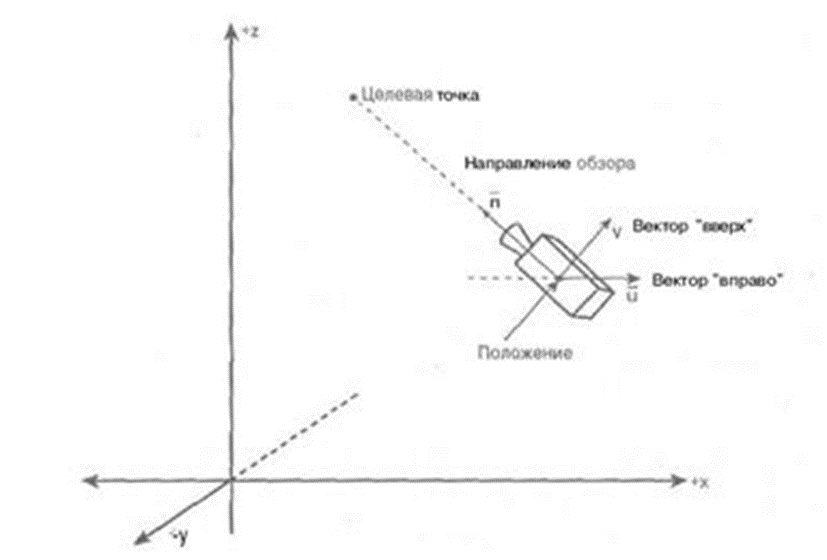 +z
Целевая точка
Направление обзора
n
v Вектор "вверх"
Вектор "вправо"
u
Положение
+x
+y